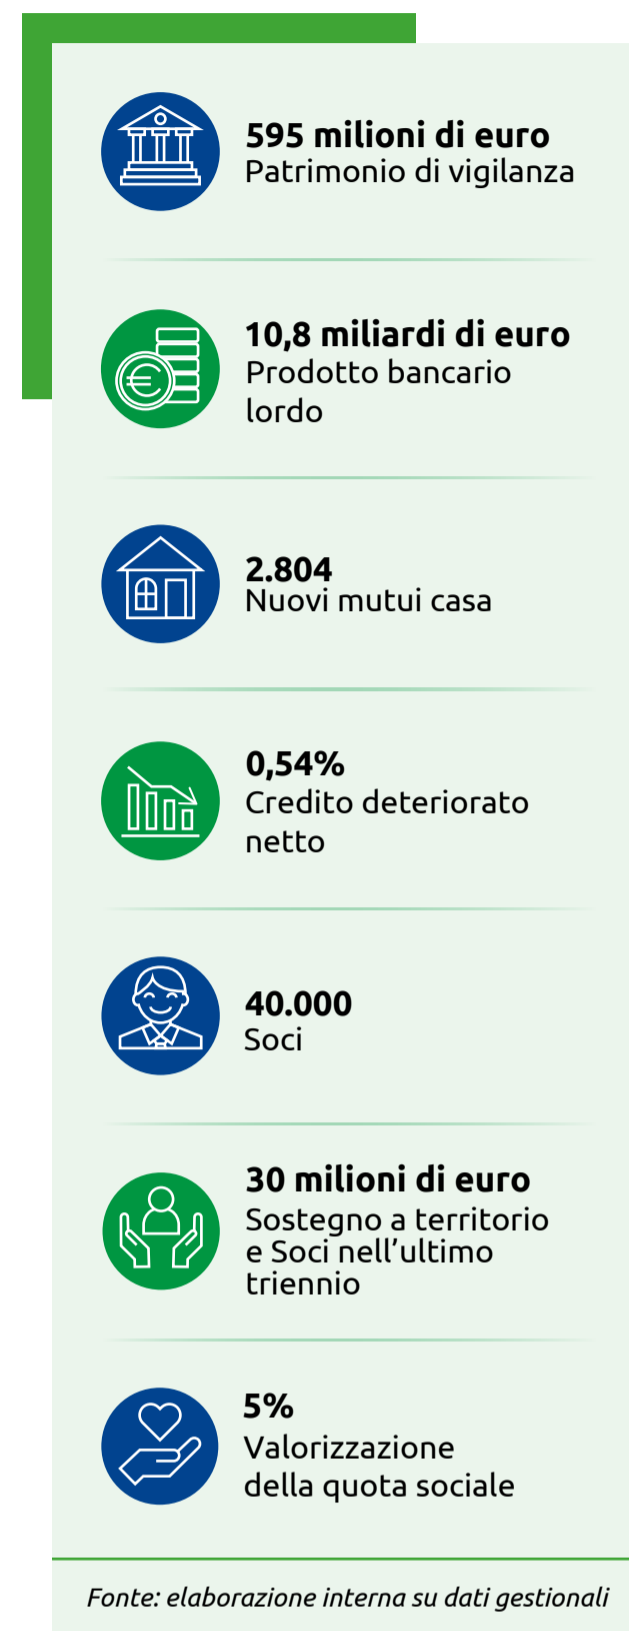 595 milioni di euro
Patrimonio di vigilanza
10,8 miliardi di euro
Prodotto bancario
lordo
2.804
Nuovi mutui casa
0,54%
Credito deteriorato
netto
40.000
Soci
30 milioni di euro
Sostegno a territorio
e Soci nell’ultimo
triennio
5%
Valorizzazione
della quota sociale
Fonte: elaborazione interna su dati gestionali